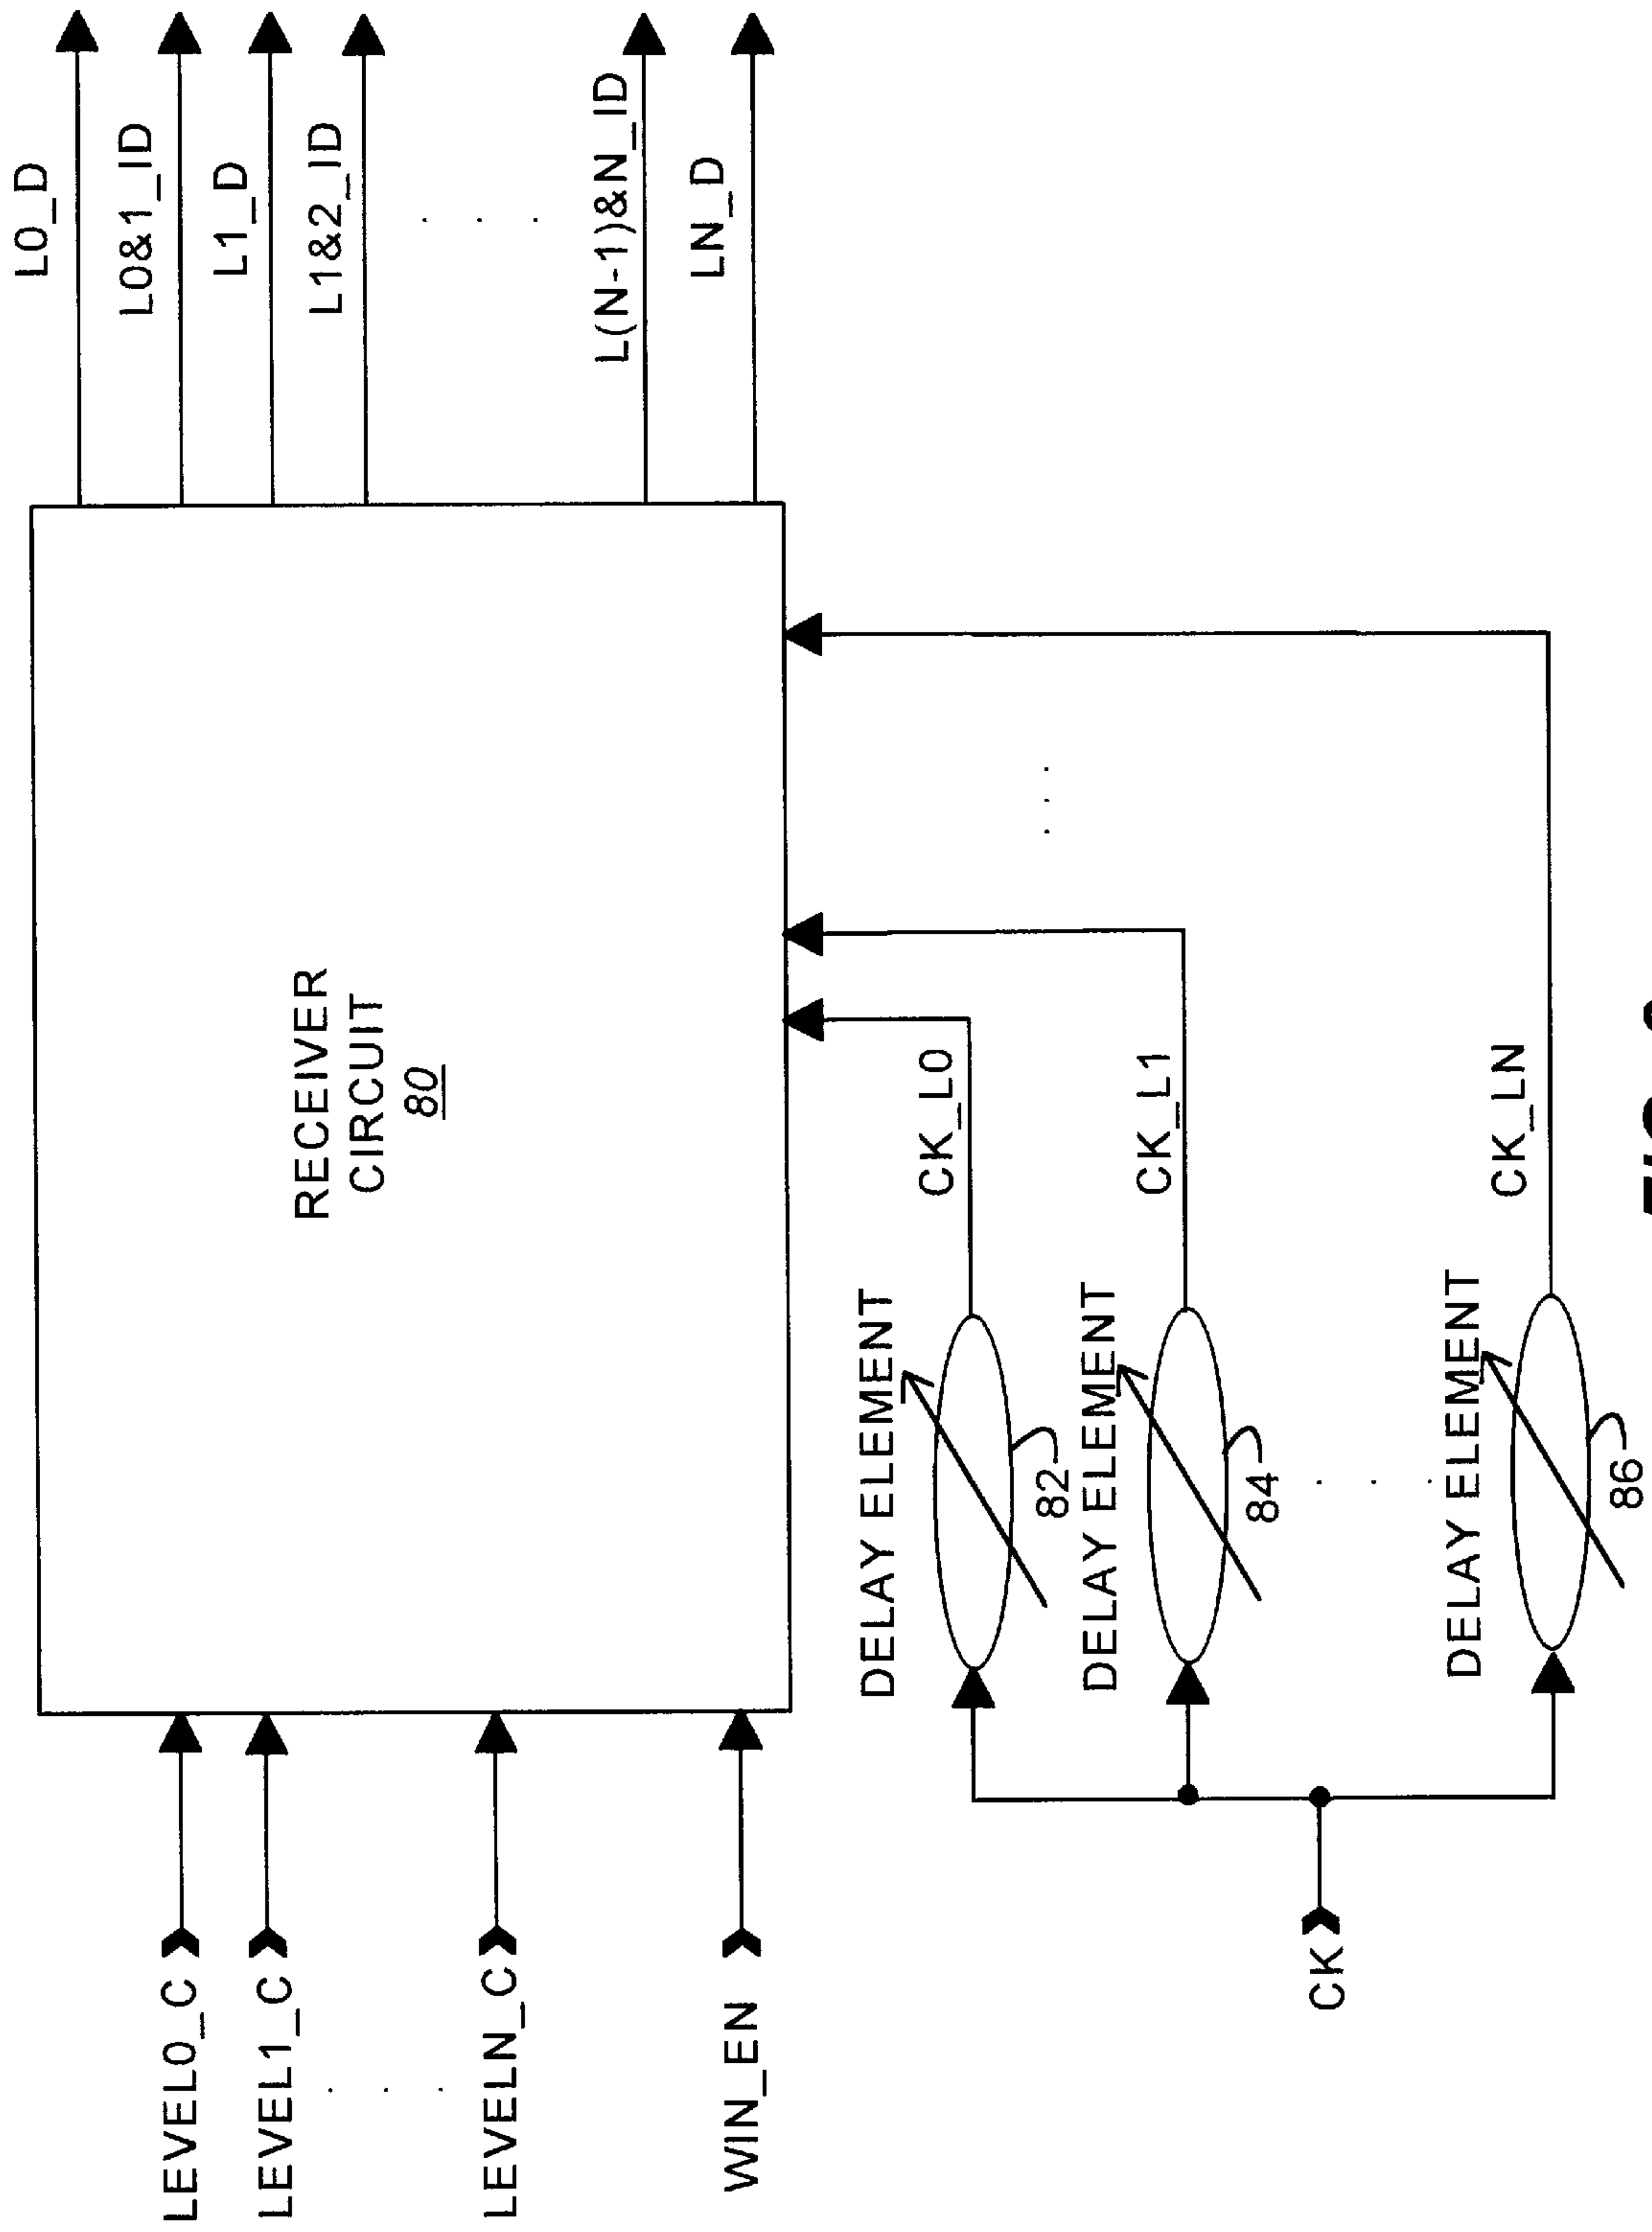 LEVEL0_C
LEVEL1_C
LEVELN_C
WIN_EN
RECEIVER
CIRCUIT
80
L0_D
L0&1_ID
L1_D
L1&2_ID
L(N-1)&N_ID
LN_D
DELAY ELEMENT
82
CK_L0
DELAY ELEMENT
84
CK_L1
DELAY ELEMENT
86
CK_LN
CK